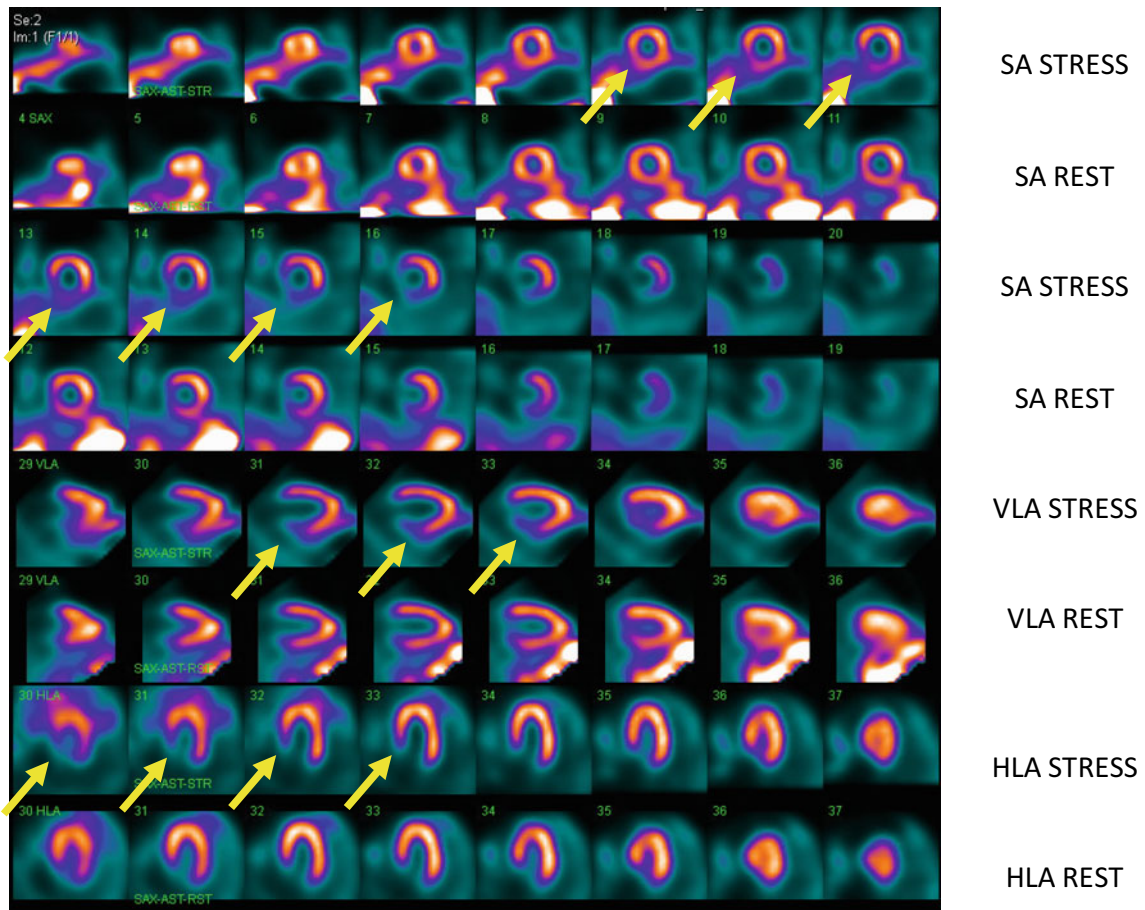 Se:2
Im:1 (F1/1)
SAX-AST-STR
SA STRESS
4 SAX 5 6 7 8 9 10 11
SAX-AST-RST
SA REST
13 14 15 16 17 18 19 20
SA STRESS
12 13 14 15 16 17 18 19
SA REST
29 VLA 30 31 32 33 34 35 36
SAX-AST-STR
VLA STRESS
29 VLA 30 31 32 33 34 35 36
SAX-AST-RST
VLA REST
30 HLA 31 32 33 34 35 36 37
SAX-AST-STR
HLA STRESS
30 HLA 31 32 33 34 35 36 37
SAX-AST-RST
HLA REST